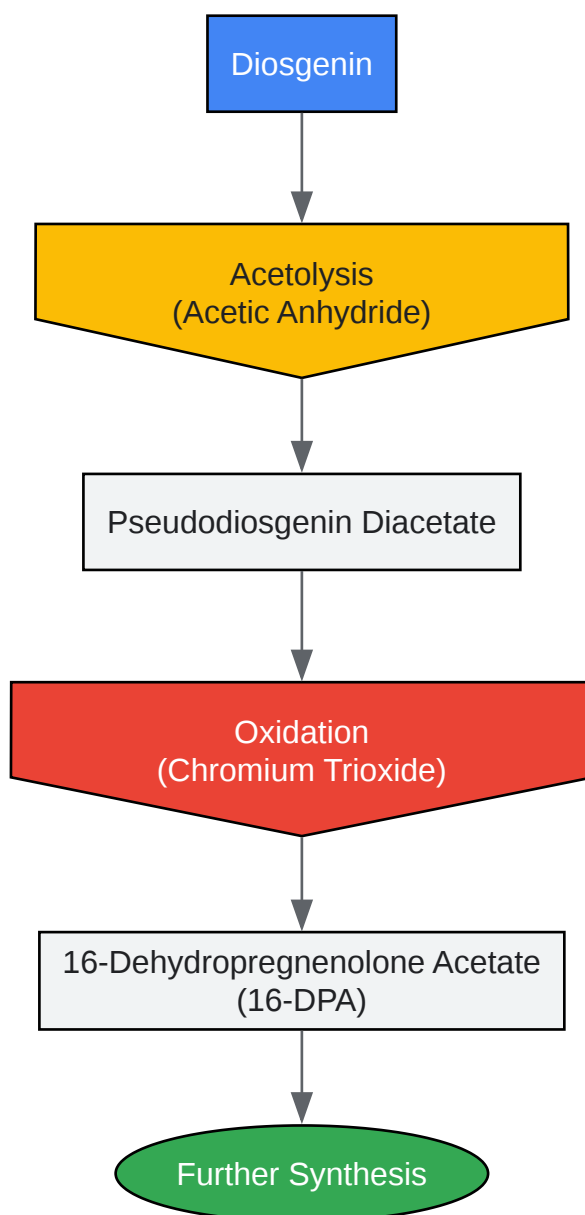 Diosgenin
Acetolysis
(Acetic Anhydride)
Pseudodiosgenin Diacetate
Oxidation
(Chromium Trioxide)
16-Dehydropregnenolone Acetate
(16-DPA)
Further Synthesis